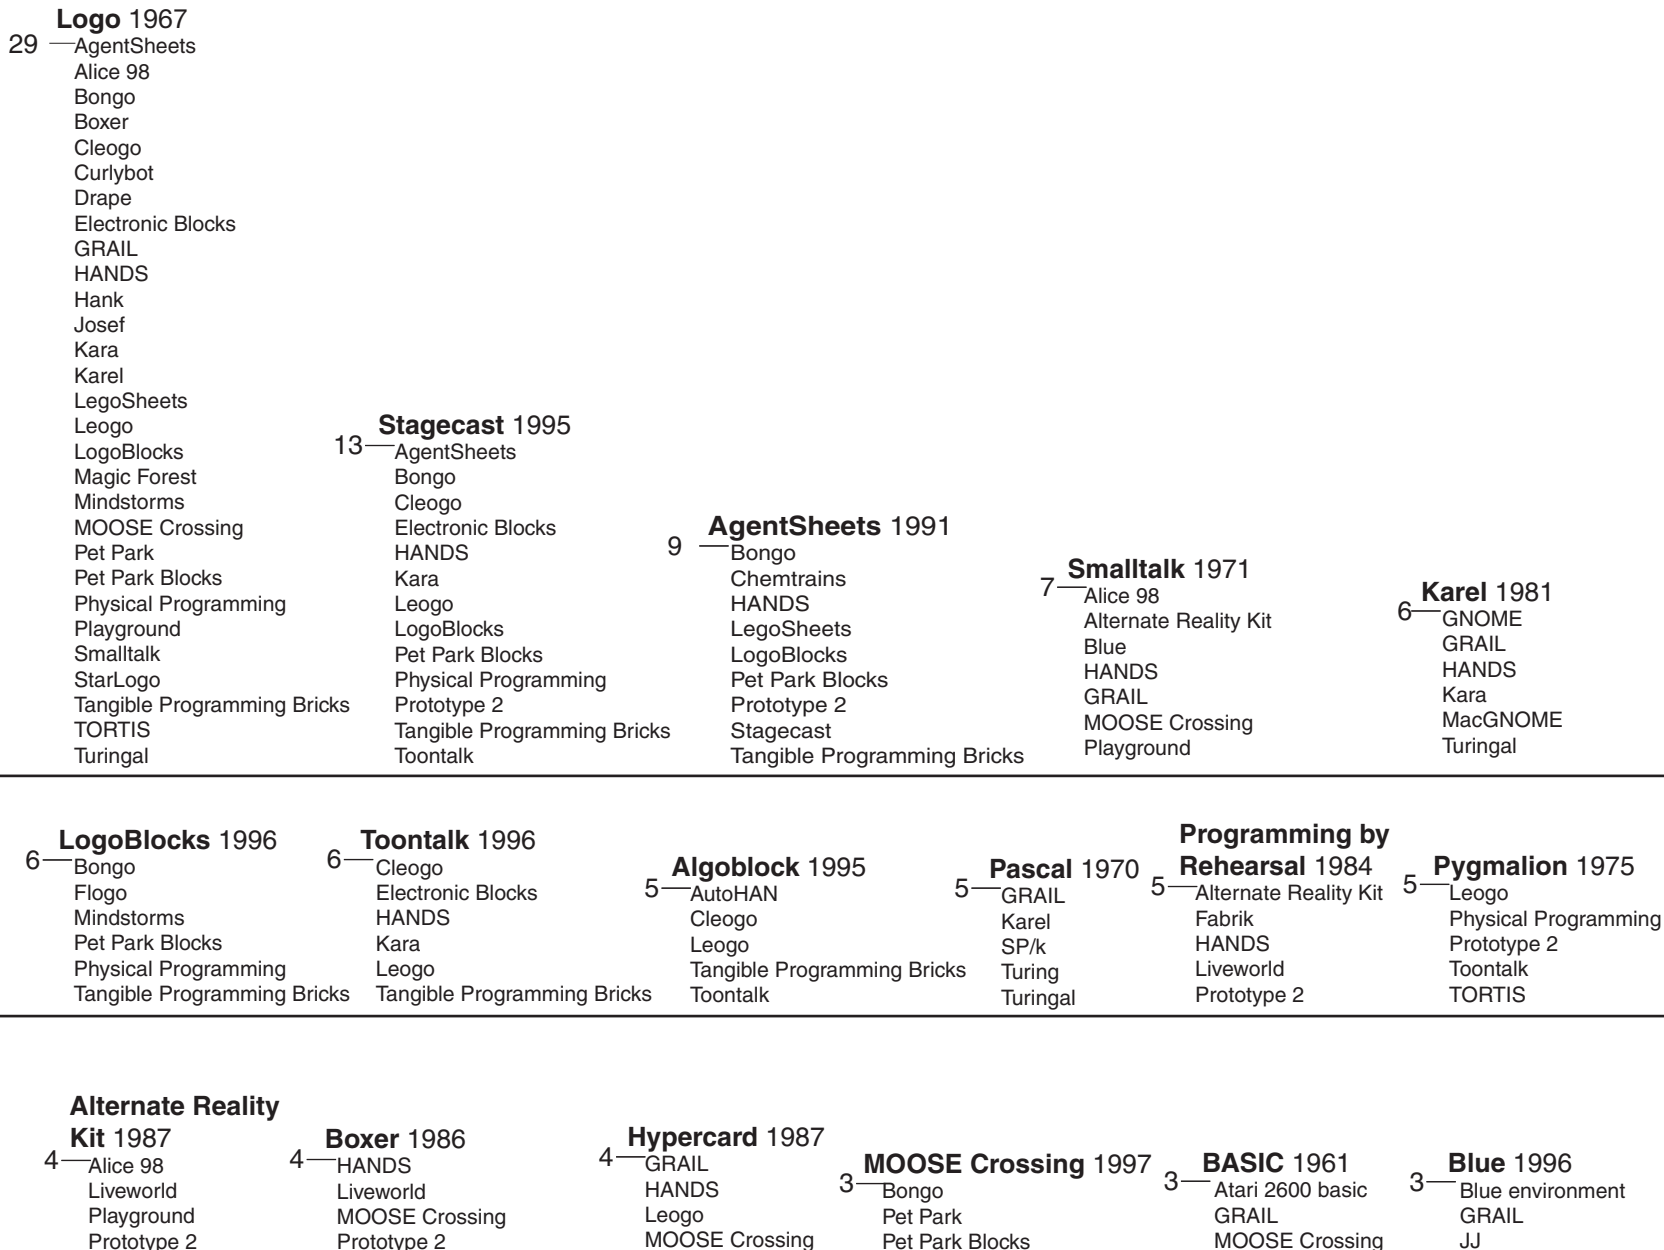 Logo 1967
29
AgentSheets
Alice 98
Bongo
Boxer
Cleogo
Curlybot
Drape
Electronic Blocks
GRAIL
HANDS
Hank
Josef
Kara
Karel
LegoSheets
Leogo
LogoBlocks
Magic Forest
Mindstorms
MOOSE Crossing
Pet Park
Pet Park Blocks
Physical Programming
Playground
Smalltalk
StarLogo
Tangible Programming Bricks
TORTIS
Turingal
Stagecast 1995
13
AgentSheets
Bongo
Cleogo
Electronic Blocks
HANDS
Kara
Leogo
LogoBlocks
Pet Park Blocks
Physical Programming
Prototype 2
Tangible Programming Bricks
Toontalk
AgentSheets 1991
9
Bongo
Chemtrains
HANDS
LegoSheets
LogoBlocks
Pet Park Blocks
Prototype 2
Stagecast
Tangible Programming Bricks
Smalltalk 1971
7
Alice 98
Alternate Reality Kit
Blue
HANDS
GRAIL
MOOSE Crossing
Playground
Karel 1981
6
GNOME
GRAIL
HANDS
Kara
MacGNOME
Turingal
LogoBlocks 1996
6
Bongo
Flogo
Mindstorms
Pet Park Blocks
Physical Programming
Tangible Programming Bricks
Toontalk 1996
6
Cleogo
Electronic Blocks
HANDS
Kara
Leogo
Tangible Programming Bricks
Algoblock 1995
5
AutoHAN
Cleogo
Leogo
Tangible Programming Bricks
Toontalk
Pascal 1970
5
GRAIL
Karel
SP/k
Turing
Turingal
Programming by
Rehearsal 1984
5
Alternate Reality Kit
Fabrik
HANDS
Liveworld
Prototype 2
Pygmalion 1975
5
Leogo
Physical Programming
Prototype 2
Toontalk
TORTIS
Alternate Reality
Kit 1987
4
Alice 98
Liveworld
Playground
Prototype 2
Boxer 1986
4
HANDS
Liveworld
MOOSE Crossing
Prototype 2
Hypercard 1987
4
GRAIL
HANDS
Leogo
MOOSE Crossing
MOOSE Crossing 1997
3
Bongo
Pet Park
Pet Park Blocks
BASIC 1961
3
Atari 2600 basic
GRAIL
MOOSE Crossing
Blue 1996
3
Blue environment
GRAIL
JJ